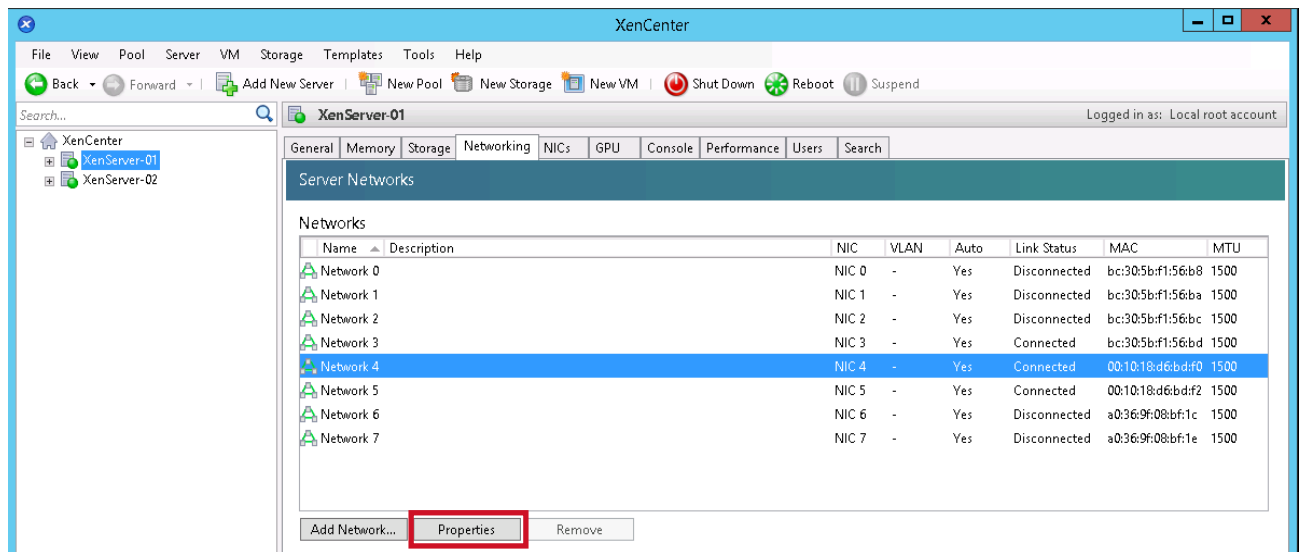 XenCenter
File View Pool Server VM Storage Templates Tools Help
Back Forward Add New Server New Pool New Storage New VM Shut Down Reboot Suspend
Search... XenServer-01 Logged in as: Local root account
XenCenter
XenServer-01
XenServer-02
General Memory Storage Networking NICs GPU Console Performance Users Search
Server Networks
Networks
Name Description NIC VLAN Auto Link Status MAC MTU
Network 0 NIC 0 - Yes Disconnected bc:30:5b:f1:56:b8 1500
Network 1 NIC 1 - Yes Disconnected bc:30:5b:f1:56:ba 1500
Network 2 NIC 2 - Yes Disconnected bc:30:5b:f1:56:bc 1500
Network 3 NIC 3 - Yes Connected bc:30:5b:f1:56:bd 1500
Network 4 NIC 4 - Yes Connected 00:10:18:d6:bd:f0 1500
Network 5 NIC 5 - Yes Connected 00:10:18:d6:bd:f2 1500
Network 6 NIC 6 - Yes Disconnected a0:36:9f:08:bf:1c 1500
Network 7 NIC 7 - Yes Disconnected a0:36:9f:08:bf:1e 1500
Add Network... Properties Remove